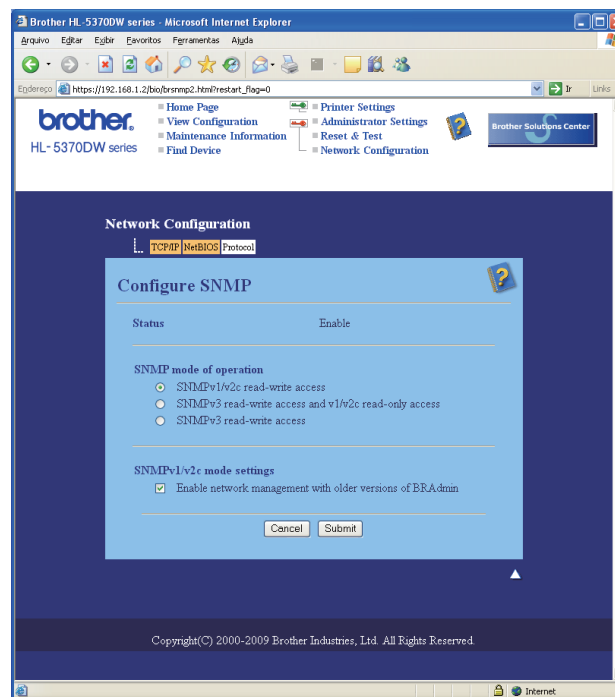 Brother HL-5370DW series - Microsoft Internet Explorer
Arquivo Editar Exibir Favoritos Ferramentas Ajuda
Endereço https://192.168.1.2/bio/brsnmp2.html?restart_flag=0 Ir Links
brother.
HL-5370DW series
Home Page
View Configuration
Maintenance Information
Find Device
Printer Settings
Administrator Settings
Reset & Test
Network Configuration
Brother Solutions Center
Network Configuration
TCP/IP NetBIOS Protocol
Configure SNMP
Status Enable
SNMP mode of operation
SNMPv1/v2c read-write access
SNMPv3 read-write access and v1/v2c read-only access
SNMPv3 read-write access
SNMPv1/v2c mode settings
Enable network management with older versions of BRAdmin
Cancel Submit
Copyright(C) 2000-2009 Brother Industries, Ltd. All Rights Reserved.
Internet